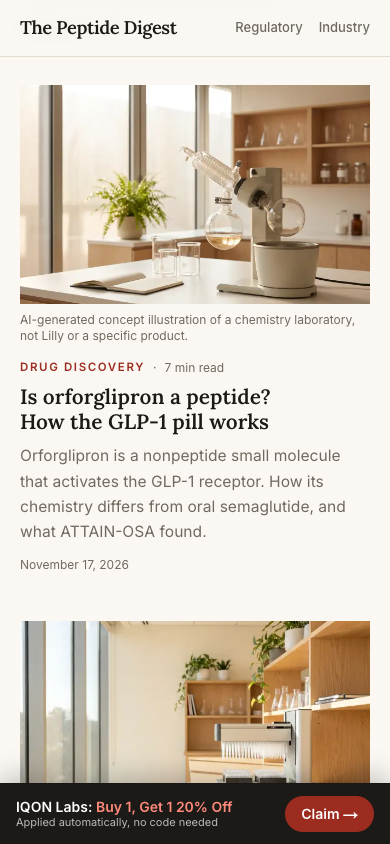 The Peptide Digest
Regulatory
Industry
AI-generated concept illustration of a chemistry laboratory,
not Lilly or a specific product.
DRUG DISCOVERY · 7 min read
Is orforglipron a peptide?
How the GLP-1 pill works
Orforglipron is a nonpeptide small molecule
that activates the GLP-1 receptor. How its
chemistry differs from oral semaglutide, and
what ATTAIN-OSA found.
November 17, 2026
IQON Labs: Buy 1, Get 1 20% Off
Applied automatically, no code needed
Claim →